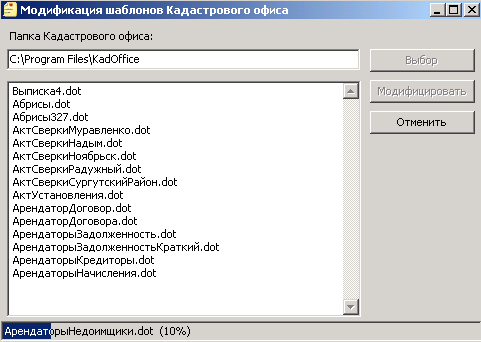 Модификация шаблонов Кадастрового офиса
Папка Кадастрового офиса:
C:\Program Files\KadOffice
Выбор
Модифицировать
Отменить
Выписка4.dot
Абрисы.dot
Абрисы327.dot
АктСверкиМуравленко.dot
АктСверкиНадым.dot
АктСверкиНоябрьск.dot
АктСверкиРадужный.dot
АктСверкиСургутскийРайон.dot
АктУстановления.dot
АрендаторДоговор.dot
АрендаторДоговора.dot
АрендаторыЗадолженность.dot
АрендаторыЗадолженностьКраткий.dot
АрендаторыКредиторы.dot
АрендаторыНачисления.dot
АрендаторыНедоимщики.dot (10%)